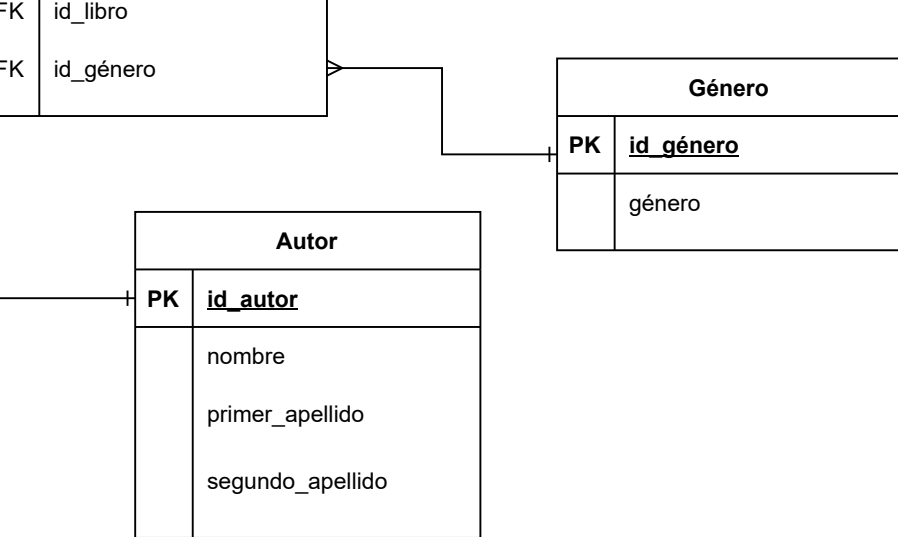 FK id_libro
FK id_género
Género
PK id_género
género
Autor
PK id_autor
nombre
primer_apellido
segundo_apellido